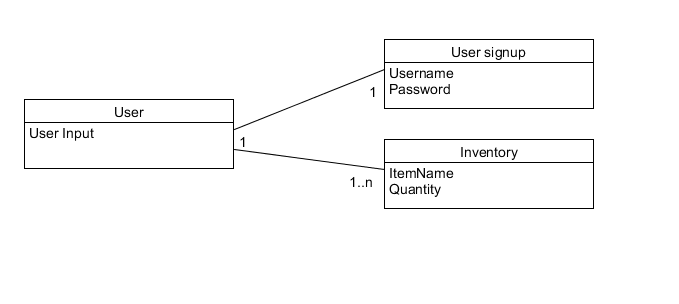 User
User Input
1
User signup
Username
Password
1
Inventory
ItemName
Quantity
1..n